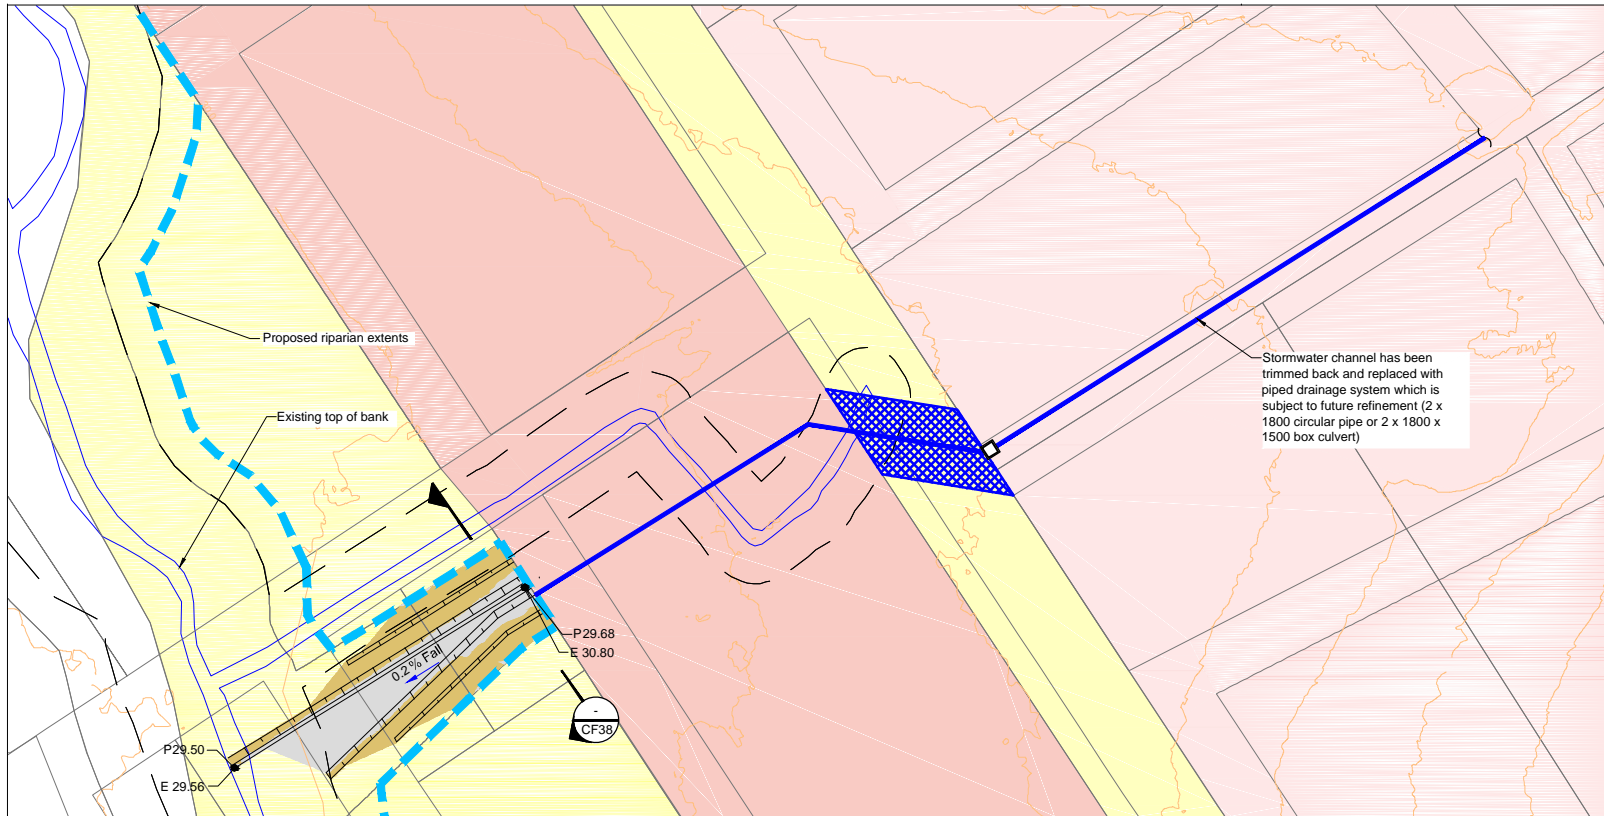 Proposed riparian extents
Existing top of bank
Stormwater channel has been
trimmed back and replaced with
piped drainage system which is
subject to future refinement (2 x
1800 circular pipe or 2 x 1800 x
1500 box culvert)
P29.68
E 30.80
0.2% Fall
-
CF38
P29.50
E 29.56